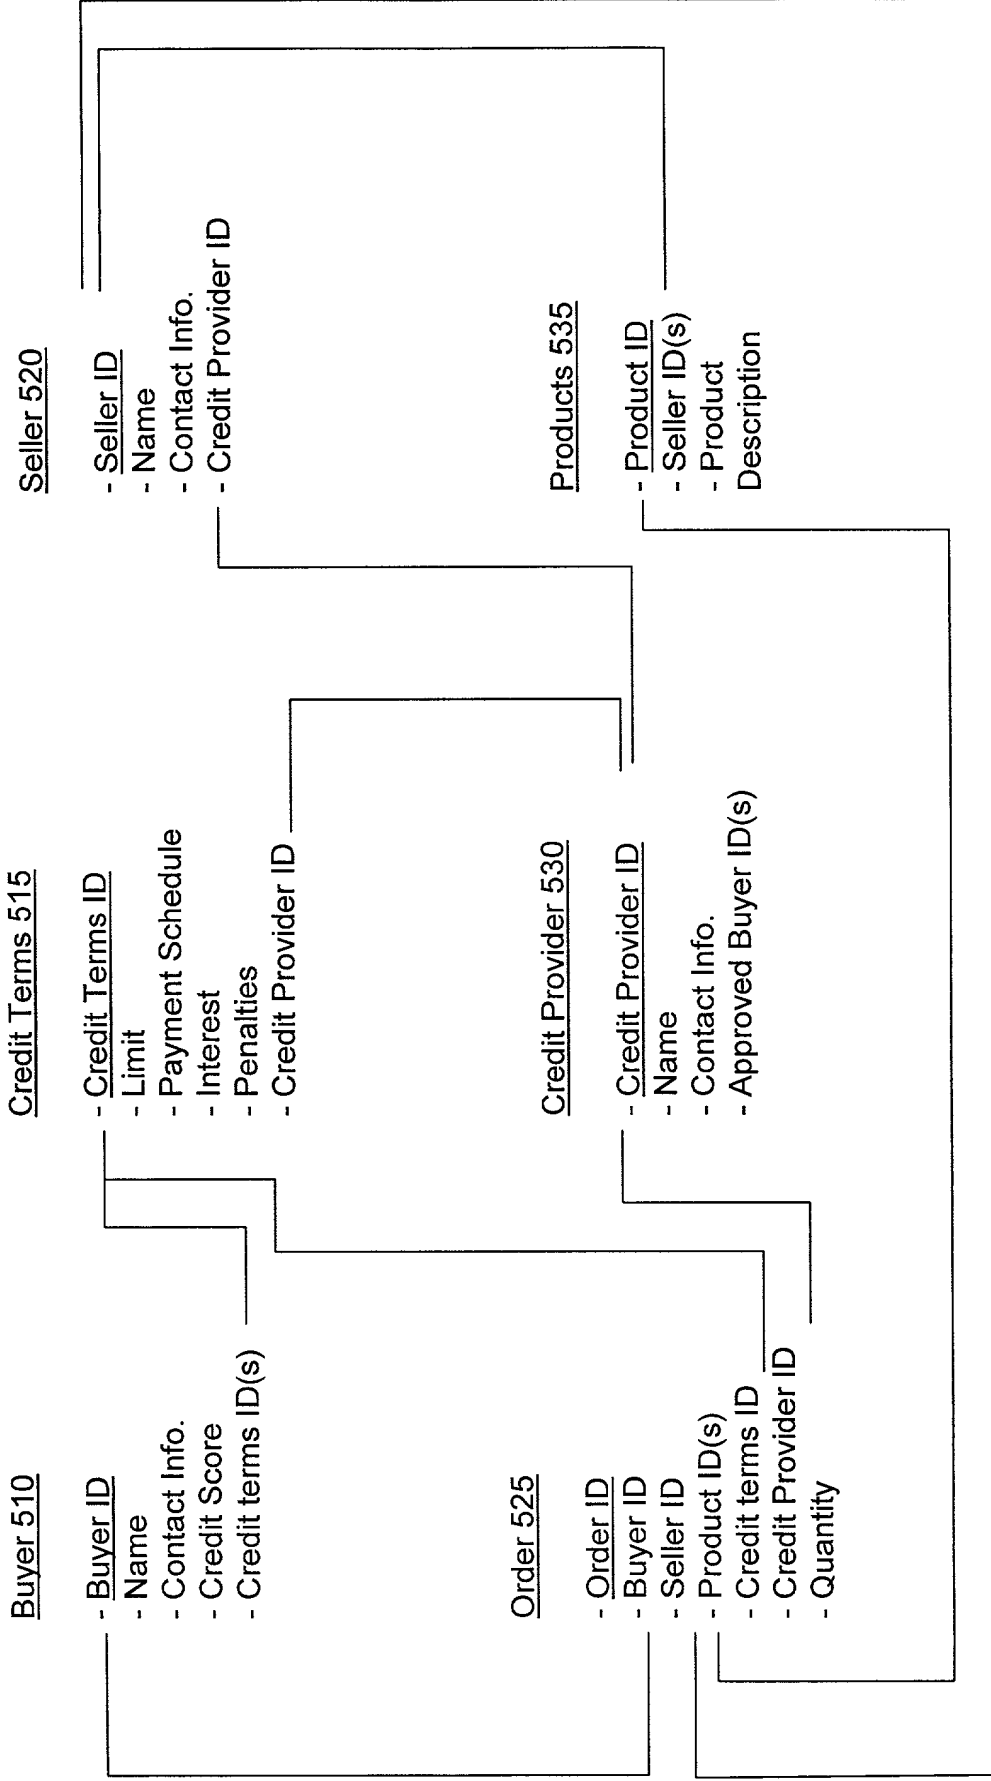 Buyer 510
- Buyer ID
- Name
- Contact Info.
- Credit Score
- Credit terms ID(s)
Credit Terms 515
- Credit Terms ID
- Limit
- Payment Schedule
- Interest
- Penalties
- Credit Provider ID
Seller 520
- Seller ID
- Name
- Contact Info.
- Credit Provider ID
Order 525
- Order ID
- Buyer ID
- Seller ID
- Product ID(s)
- Credit terms ID
- Credit Provider ID
- Quantity
Credit Provider 530
- Credit Provider ID
- Name
- Contact Info.
- Approved Buyer ID(s)
Products 535
- Product ID
- Seller ID(s)
- Product
Description